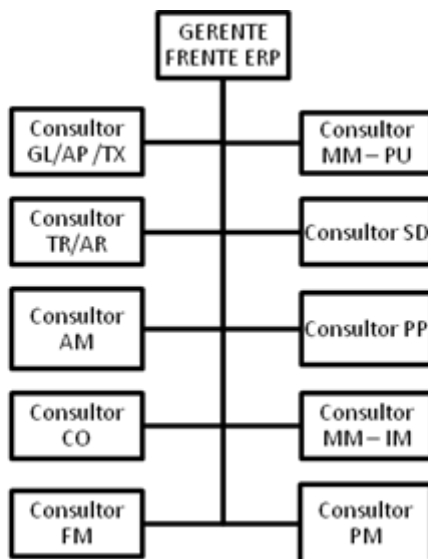 GERENTE
FRENTE ERP
Consultor
GL/AP/TX
Consultor
MM – PU
Consultor
TR/AR
Consultor SD
Consultor
AM
Consultor PP
Consultor
CO
Consultor
MM – IM
Consultor
FM
Consultor
PM